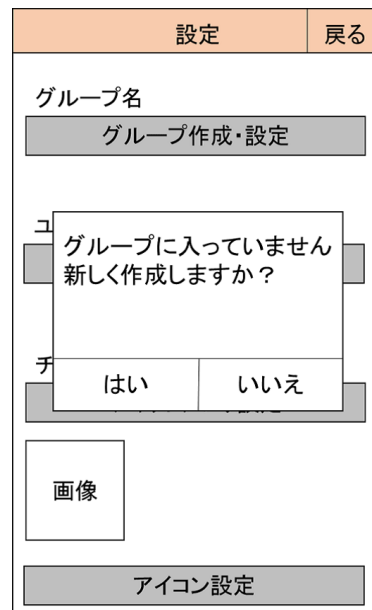 設定
戻る
グループ名
グループ作成・設定
ユ
グループに入っていません
新しく作成しますか？
チ
はい
いいえ
画像
アイコン設定